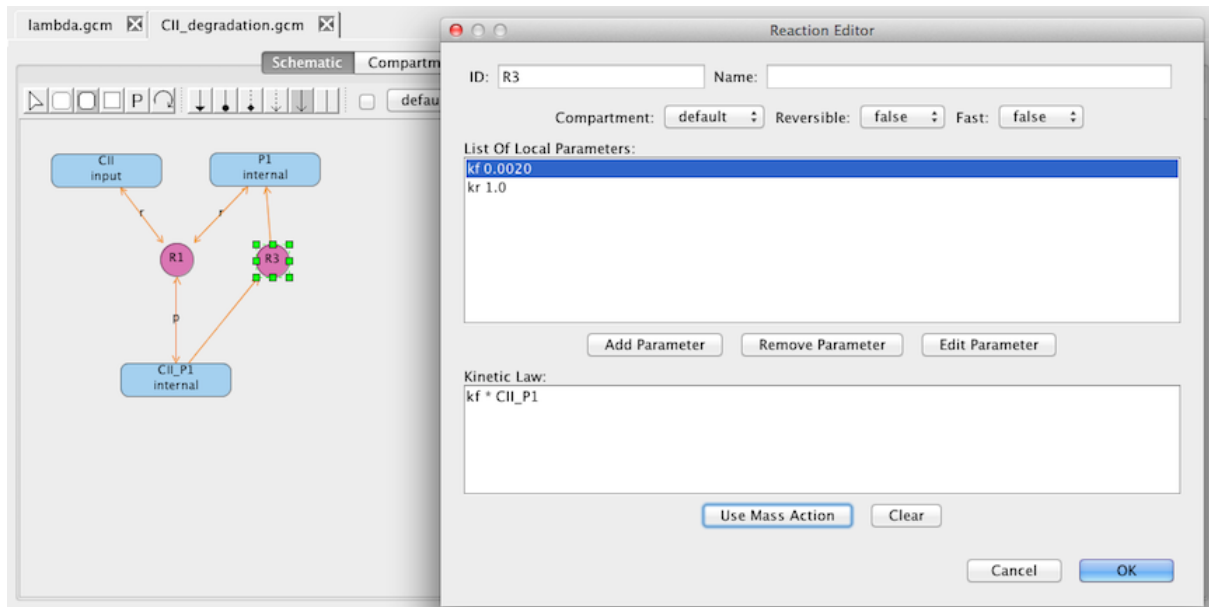 lambda.gcm CII_degradation.gcm
Schematic Compartm
P defau
CII
input
P1
internal
r r
R1 R3
p
CII_P1
internal
Reaction Editor
ID: R3 Name:
Compartment: default Reversible: false Fast: false
List Of Local Parameters:
kf 0.0020
kr 1.0
Add Parameter Remove Parameter Edit Parameter
Kinetic Law:
kf * CII_P1
Use Mass Action Clear
Cancel OK